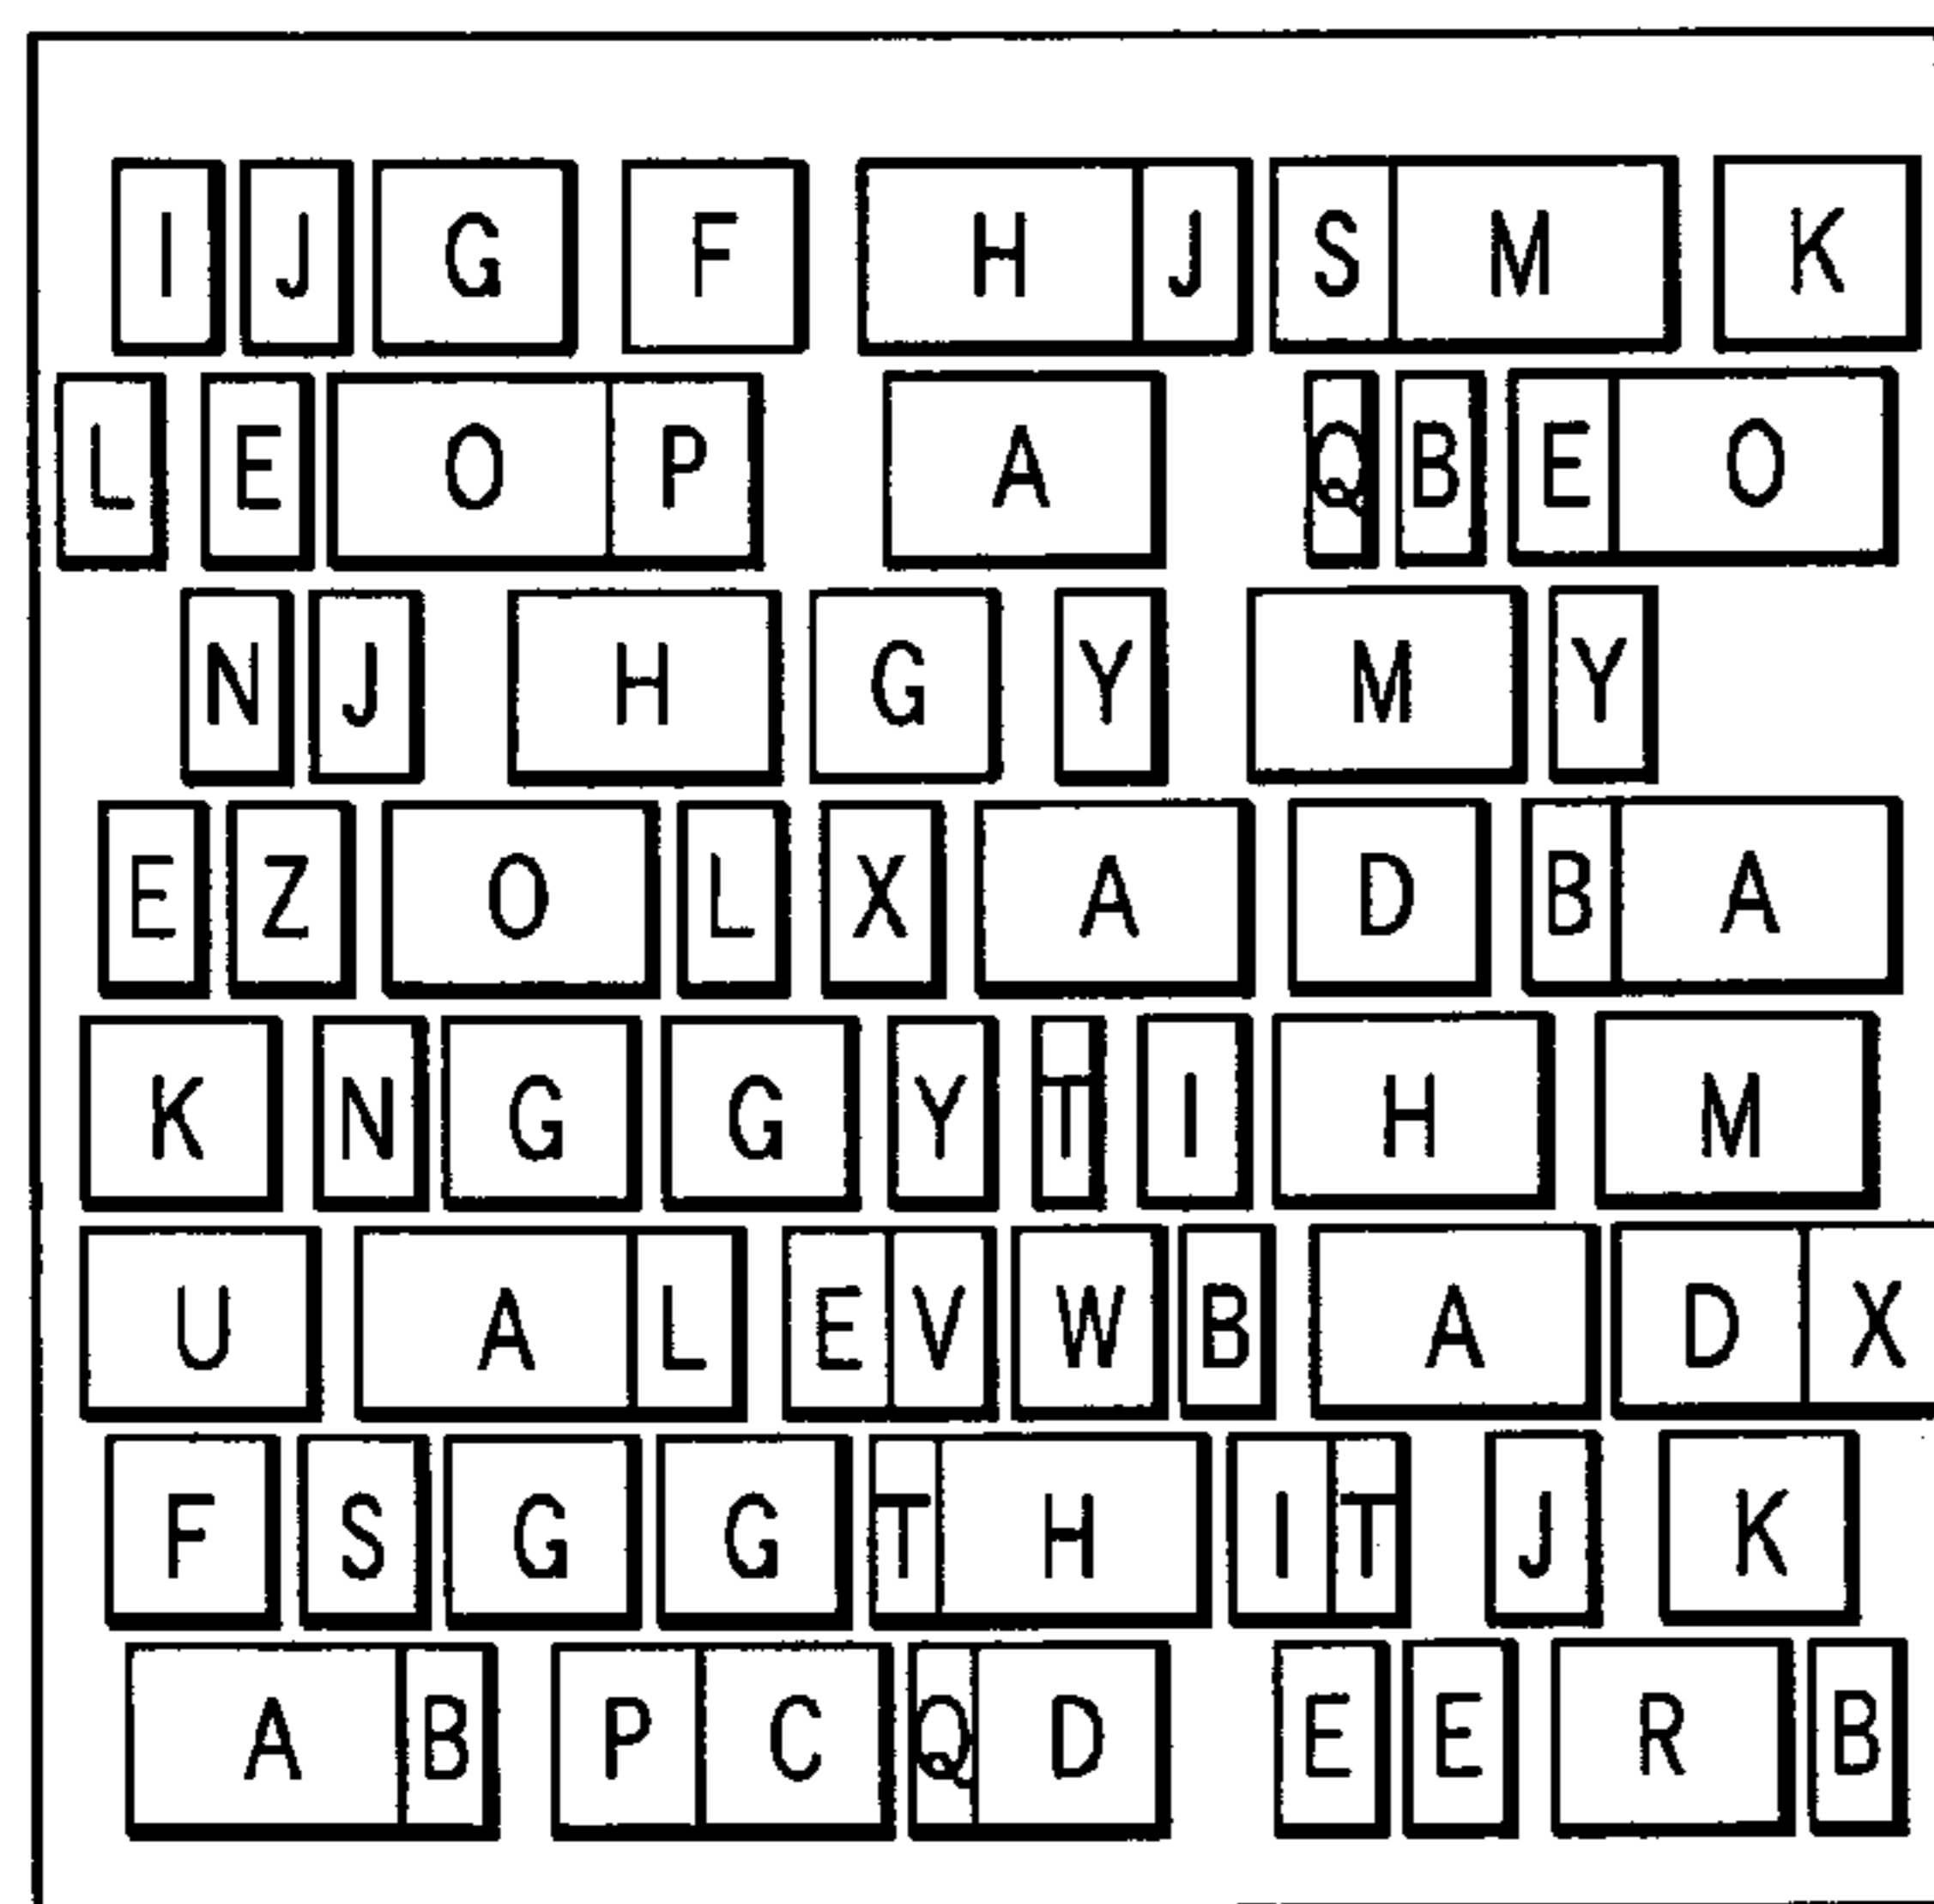 I J G F H J S M K
L E O P A Q B E O
N J H G Y M Y
E Z O L X A D B A
K N G G Y T I H M
U A L E V W B A D X
F S G G T H I T J K
A B P C Q D E E R B